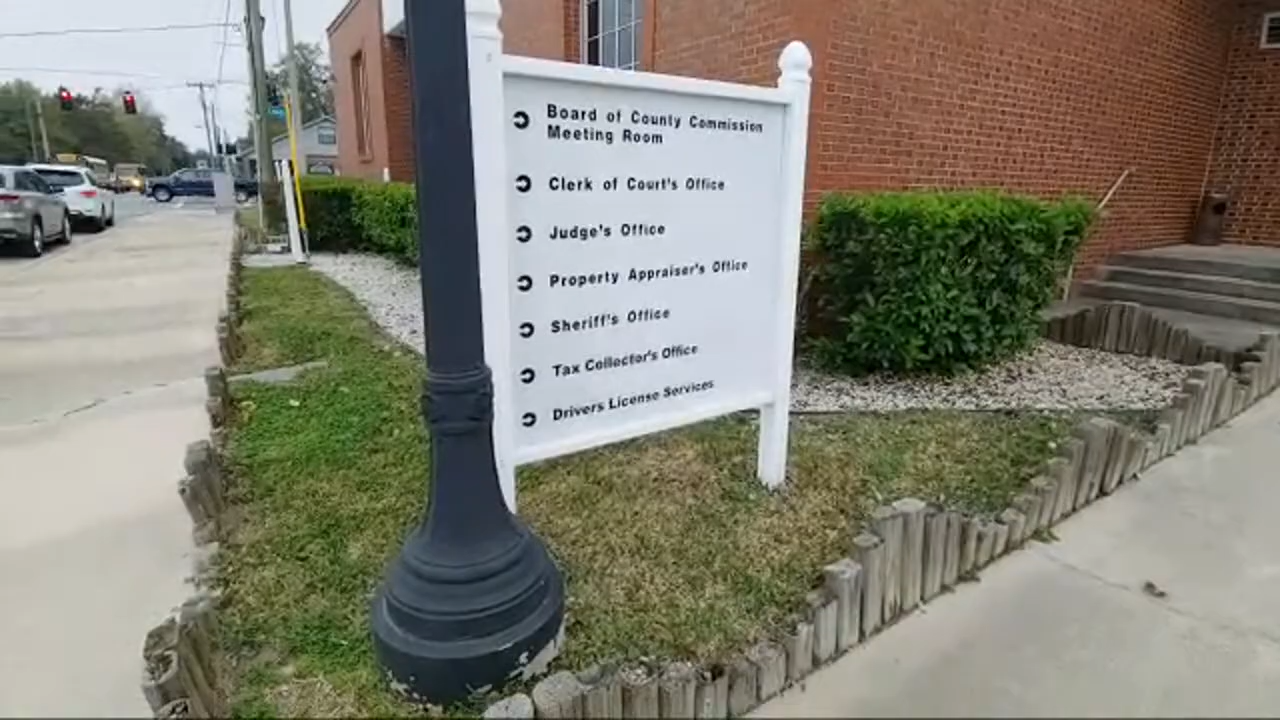 Board of County Commission
Meeting Room
Clerk of Court's Office
Judge's Office
Property Appraiser's Office
Sheriff's Office
Tax Collector's Office
Drivers License Services